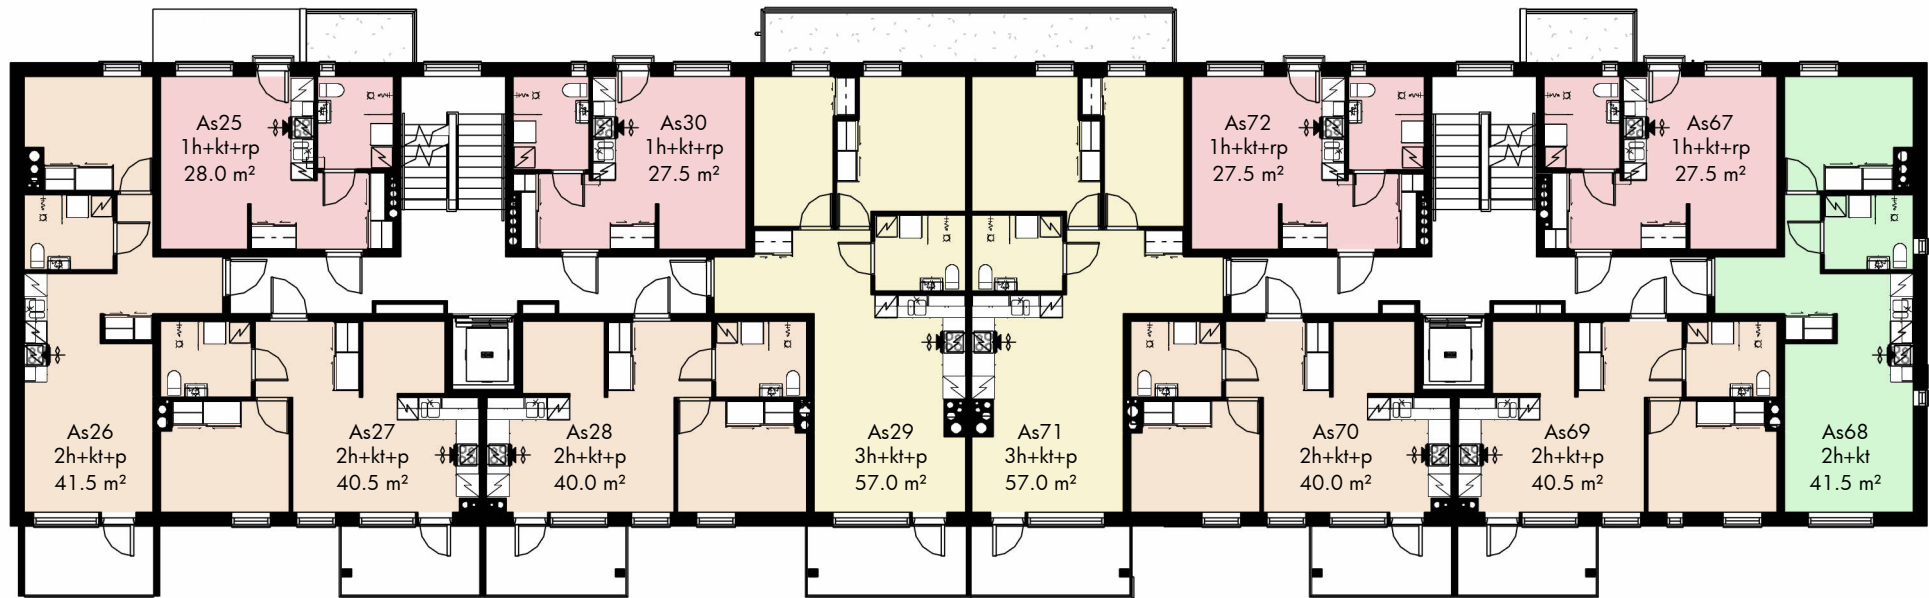 As25
1h+kt+rp
28.0 m²
As30
1h+kt+rp
27.5 m²
As72
1h+kt+rp
27.5 m²
As67
1h+kt+rp
27.5 m²
As26
2h+kt+p
41.5 m²
As27
2h+kt+p
40.5 m²
As28
2h+kt+p
40.0 m²
As29
3h+kt+p
57.0 m²
As71
3h+kt+p
57.0 m²
As70
2h+kt+p
40.0 m²
As69
2h+kt+p
40.5 m²
As68
2h+kt
41.5 m²